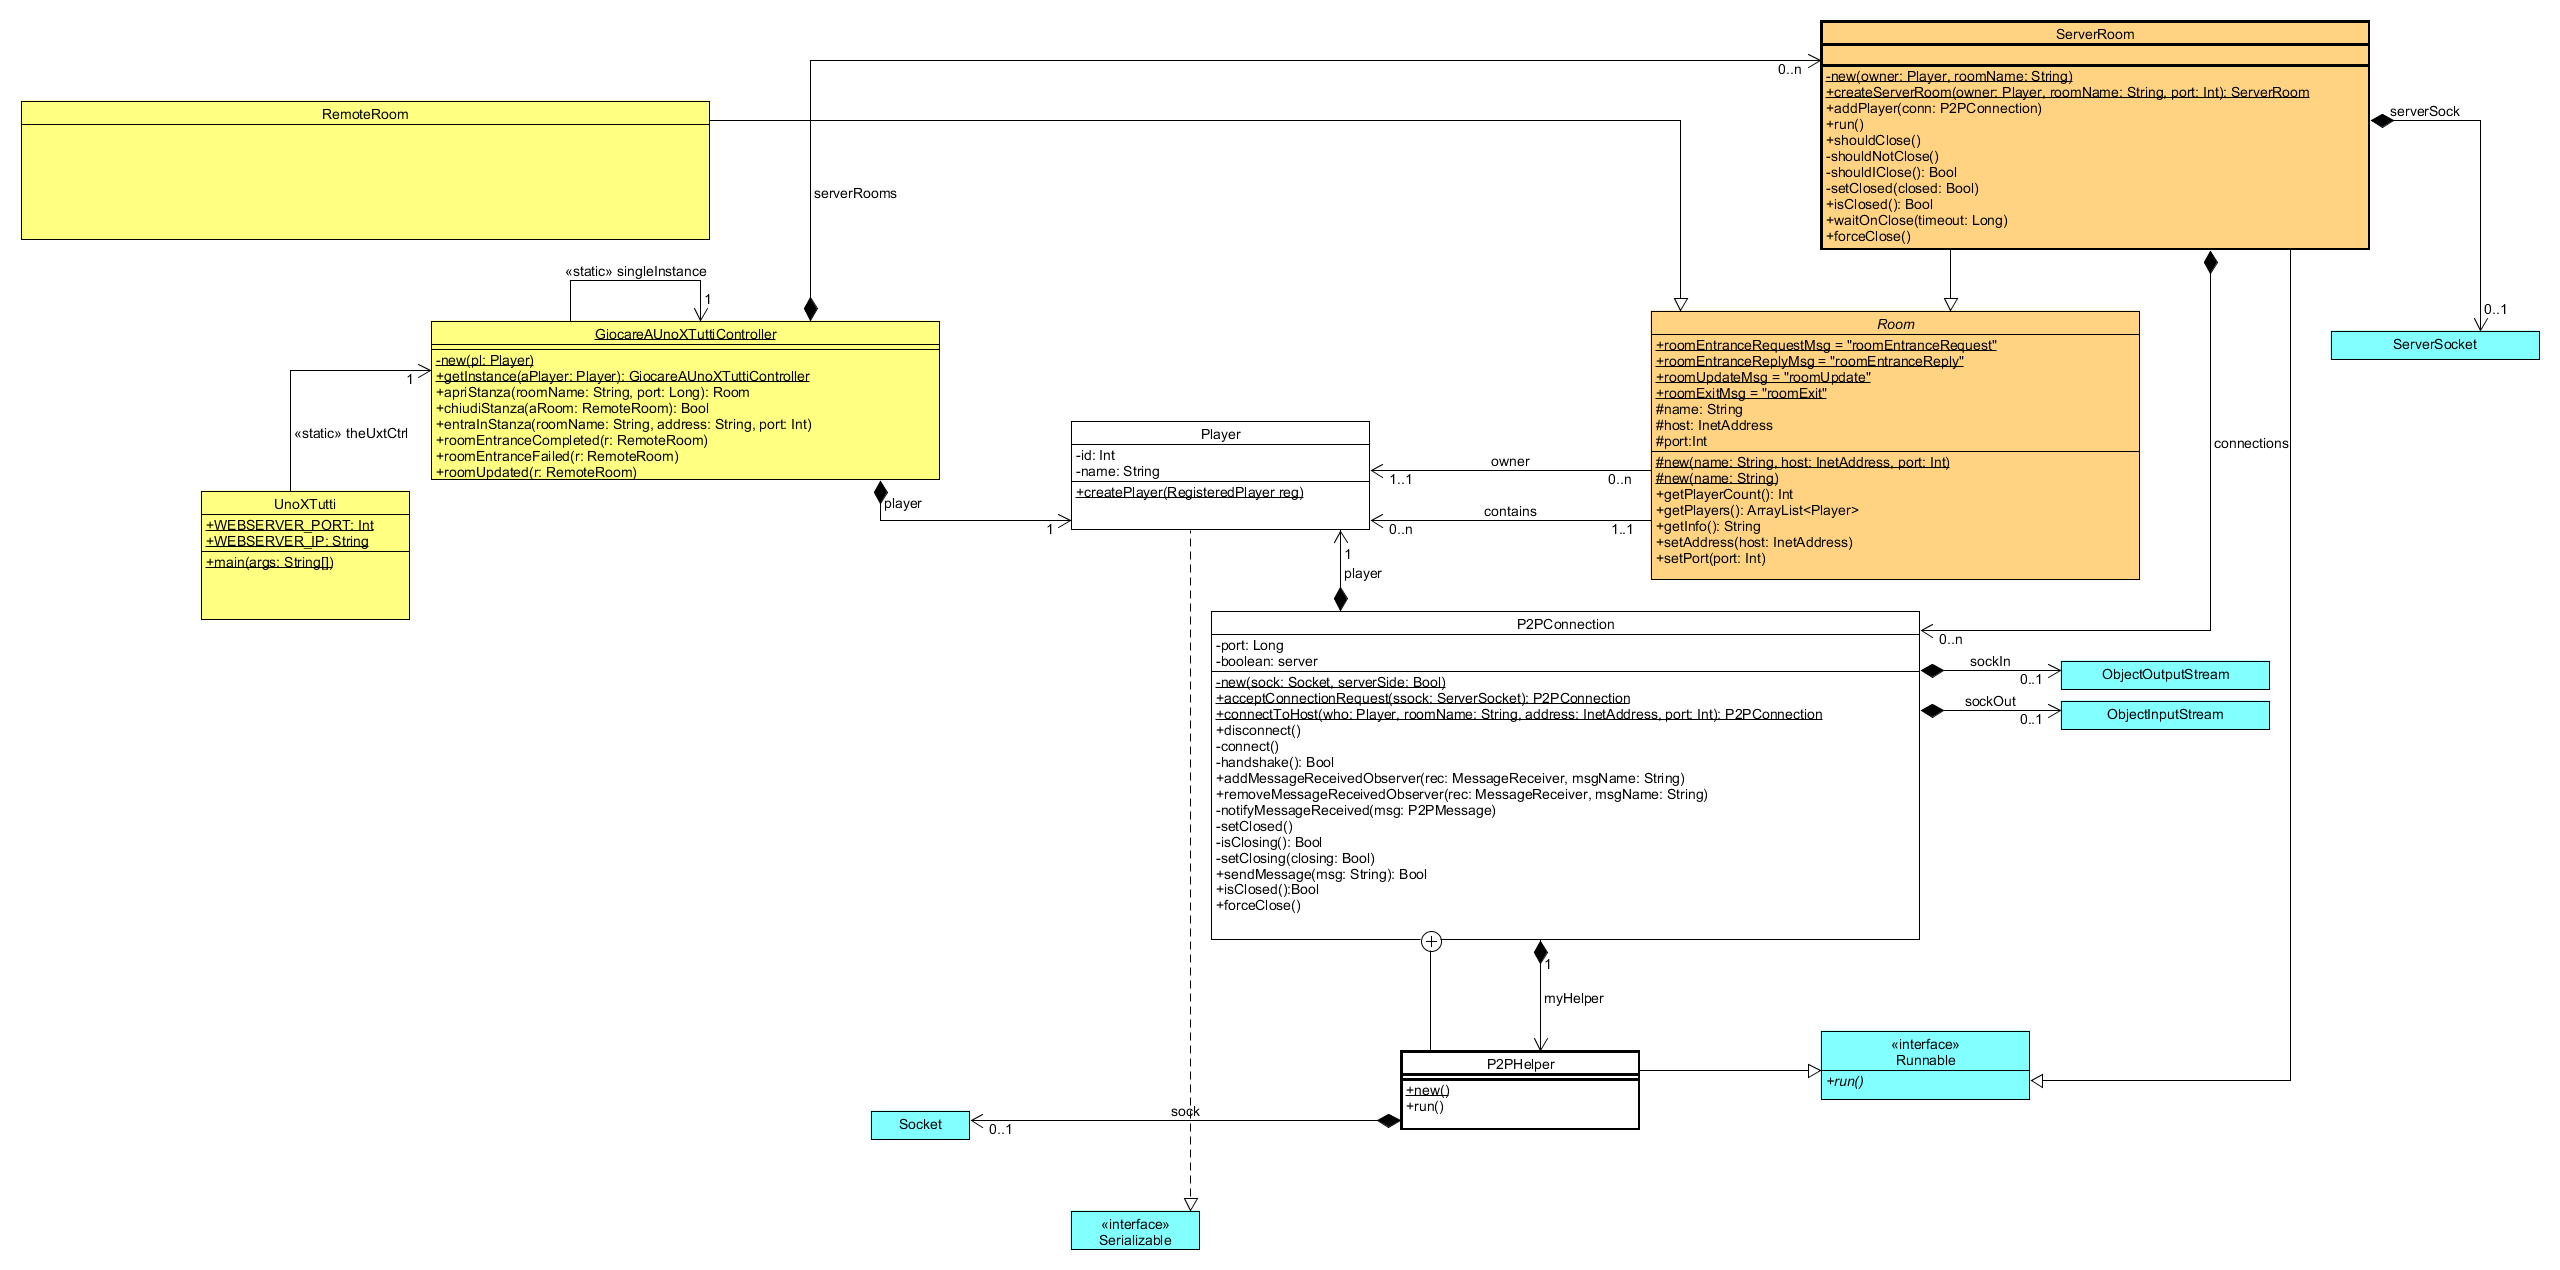 ServerRoom
-new(owner: Player, roomName: String)
+createServerRoom(owner: Player, roomName: String, port: Int): ServerRoom
+addPlayer(conn: P2PConnection)
+run()
+shouldClose()
-shouldNotClose()
-shouldIClose(): Bool
-setClosed(closed: Bool)
+isClosed(): Bool
+waitOnClose(timeout: Long)
+forceClose()
0..n
serverSock
0..1
ServerSocket
RemoteRoom
serverRooms
«static» singleInstance
1
GiocareAUnoXTuttiController
-new(pl: Player)
+getInstance(aPlayer: Player): GiocareAUnoXTuttiController
+apriStanza(roomName: String, port: Long): Room
+chiudiStanza(aRoom: RemoteRoom): Bool
+entraInStanza(roomName: String, address: String, port: Int)
+roomEntranceCompleted(r: RemoteRoom)
+roomEntranceFailed(r: RemoteRoom)
+roomUpdated(r: RemoteRoom)
1
«static» theUxtCtrl
UnoXTutti
+WEBSERVER_PORT: Int
+WEBSERVER_IP: String
+main(args: String[])
player
1
Player
-id: Int
-name: String
+createPlayer(RegisteredPlayer reg)
owner
1..1
0..n
contains
0..n
1..1
Room
+roomEntranceRequestMsg = "roomEntranceRequest"
+roomEntranceReplyMsg = "roomEntranceReply"
+roomUpdateMsg = "roomUpdate"
+roomExitMsg = "roomExit"
#name: String
#host: InetAddress
#port:Int
#new(name: String, host: InetAddress, port: Int)
#new(name: String)
+getPlayerCount(): Int
+getPlayers(): ArrayList<Player>
+getInfo(): String
+setAddress(host: InetAddress)
+setPort(port: Int)
connections
0..n
1
player
P2PConnection
-port: Long
-boolean: server
-new(sock: Socket, serverSide: Bool)
+acceptConnectionRequest(ssock: ServerSocket): P2PConnection
+connectToHost(who: Player, roomName: String, address: InetAddress, port: Int): P2PConnection
+disconnect()
-connect()
-handshake(): Bool
+addMessageReceivedObserver(rec: MessageReceiver, msgName: String)
+removeMessageReceivedObserver(rec: MessageReceiver, msgName: String)
-notifyMessageReceived(msg: P2PMessage)
-setClosed()
-isClosing(): Bool
-setClosing(closing: Bool)
+sendMessage(msg: String): Bool
+isClosed():Bool
+forceClose()
sockIn
0..1
ObjectOutputStream
sockOut
0..1
ObjectInputStream
1
myHelper
P2PHelper
+new()
+run()
«interface»
Runnable
+run()
sock
0..1
Socket
«interface»
Serializable